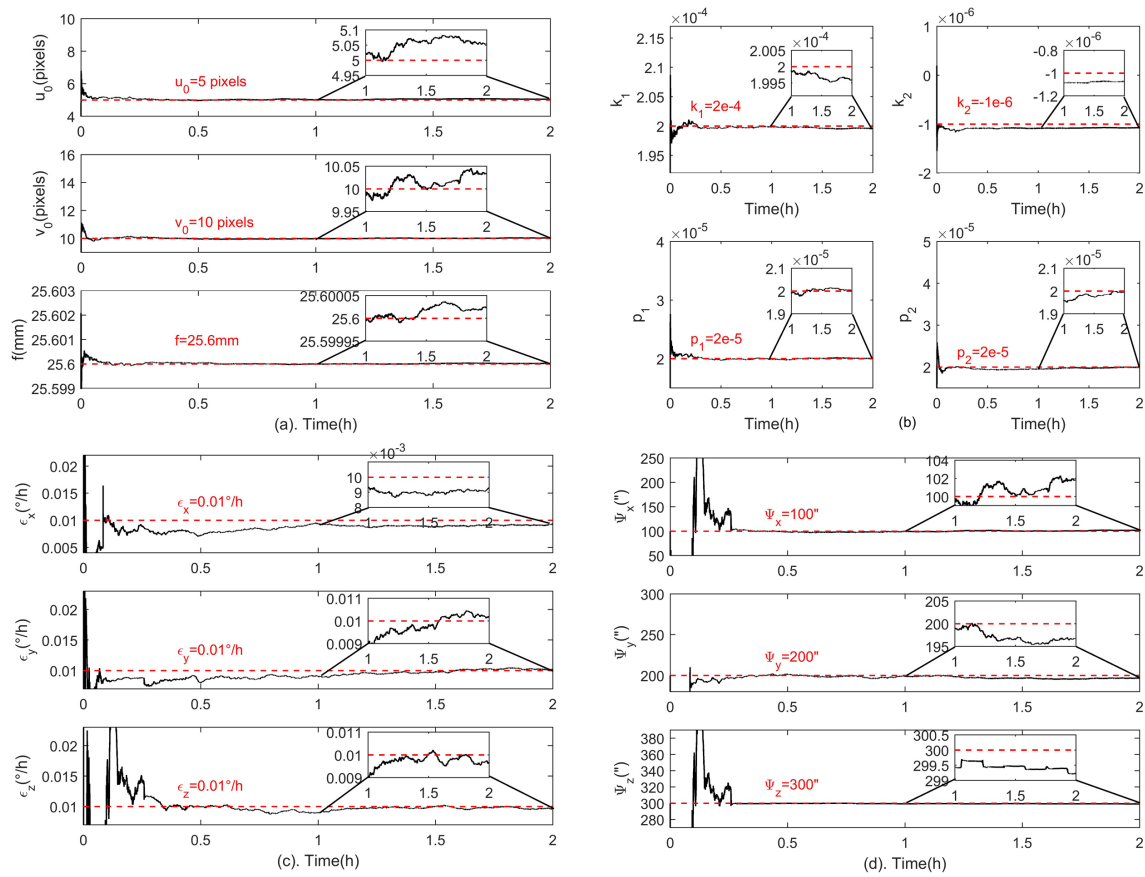 u0(pixels)
10
8
6
4
u0=5 pixels
5.1
5.05
5
4.95
1 1.5 2
0 0.5 1 1.5 2
v0(pixels)
16
14
12
10
v0=10 pixels
10.05
10
9.95
1 1.5 2
0 0.5 1 1.5 2
f(mm)
25.603
25.602
25.601
25.6
25.599
f=25.6mm
25.60005
25.6
25.59995
1 1.5 2
0 0.5 1 1.5 2
(a). Time(h)
×10-4
k1
2.15
2.1
2.05
2
1.95
k1=2e-4
×10-4
2.005
2
1.995
1 2
0 0.5 1 1.5 2
Time(h)
×10-6
k2
1
0
-1
-2
k2=-1e-6
×10-6
-0.8
-1
-1.2
1 2
0 0.5 1 1.5 2
Time(h)
×10-5
p1
4
3
2
p1=2e-5
×10-5
2.1
2
1.9
1 2
0 0.5 1 1.5 2
Time(h)
×10-5
p2
5
4
3
2
p2=2e-5
×10-5
2.1
2
1.9
1 2
0 0.5 1 1.5 2
Time(h)
(b)
ϵx(°/h)
0.02
0.015
0.01
0.005
ϵx=0.01°/h
×10-3
10
9
8
1 1.5 2
0 0.5 1 1.5 2
ϵy(°/h)
0.02
0.015
0.01
ϵy=0.01°/h
0.011
0.01
0.009
1 1.5 2
0 0.5 1 1.5 2
ϵz(°/h)
0.02
0.015
0.01
ϵz=0.01°/h
0.011
0.01
0.009
1 1.5 2
0 0.5 1 1.5 2
(c). Time(h)
Ψx('')
250
200
150
100
50
Ψx=100"
104
102
100
1 1.5 2
0 0.5 1 1.5 2
Ψy('')
300
250
200
Ψy=200"
205
200
195
1 1.5 2
0 0.5 1 1.5 2
Ψz('')
380
360
340
320
300
280
Ψz=300"
300.5
300
299.5
299
1 1.5 2
0 0.5 1 1.5 2
(d). Time(h)